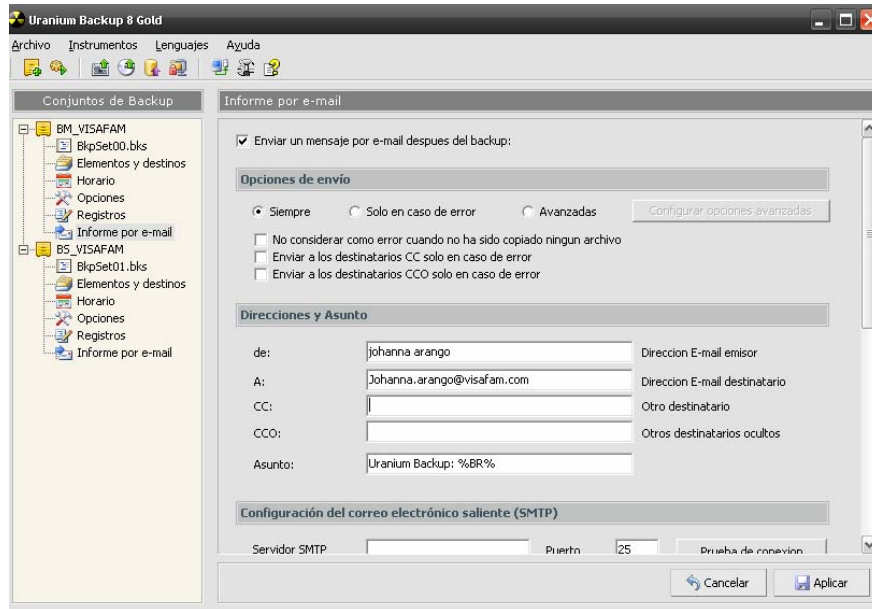 Uranium Backup 8 Gold
Archivo Instrumentos Lenguajes Ayuda
Conjuntos de Backup
BM_VISAFAM
BkpSet00.bks
Elementos y destinos
Horario
Opciones
Registros
Informe por e-mail
BS_VISAFAM
BkpSet01.bks
Elementos y destinos
Horario
Opciones
Registros
Informe por e-mail
Informe por e-mail
Enviar un mensaje por e-mail despues del backup:
Opciones de envío
Siempre Solo en caso de error Avanzadas Configurar opciones avanzadas
No considerar como error cuando no ha sido copiado ningun archivo
Enviar a los destinatarios CC solo en caso de error
Enviar a los destinatarios CCO solo en caso de error
Direcciones y Asunto
de: johanna arango Direccion E-mail emisor
A: Johanna.arango@visafam.com Direccion E-mail destinatario
CC: Otro destinatario
CCO: Otros destinatarios ocultos
Asunto: Uranium Backup: %BR%
Configuración del correo electrónico saliente (SMTP)
Servidor SMTP Puerto 25 Prueba de conexion
Cancelar Aplicar